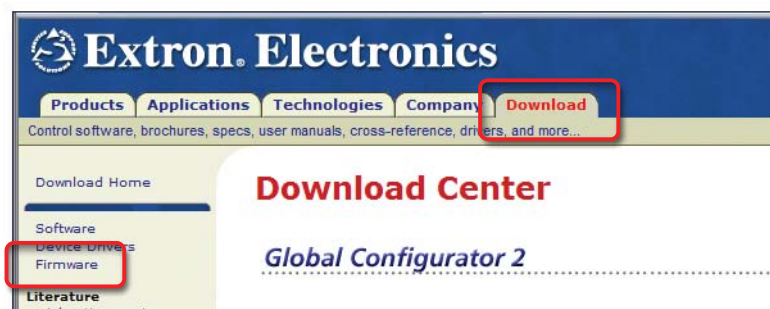 Extron. Electronics
Products Applications Technologies Company Download
Control software, brochures, specs, user manuals, cross-reference, drivers, and more...
Download Home
Download Center
Software
Device Drivers
Firmware
Global Configurator 2
Literature